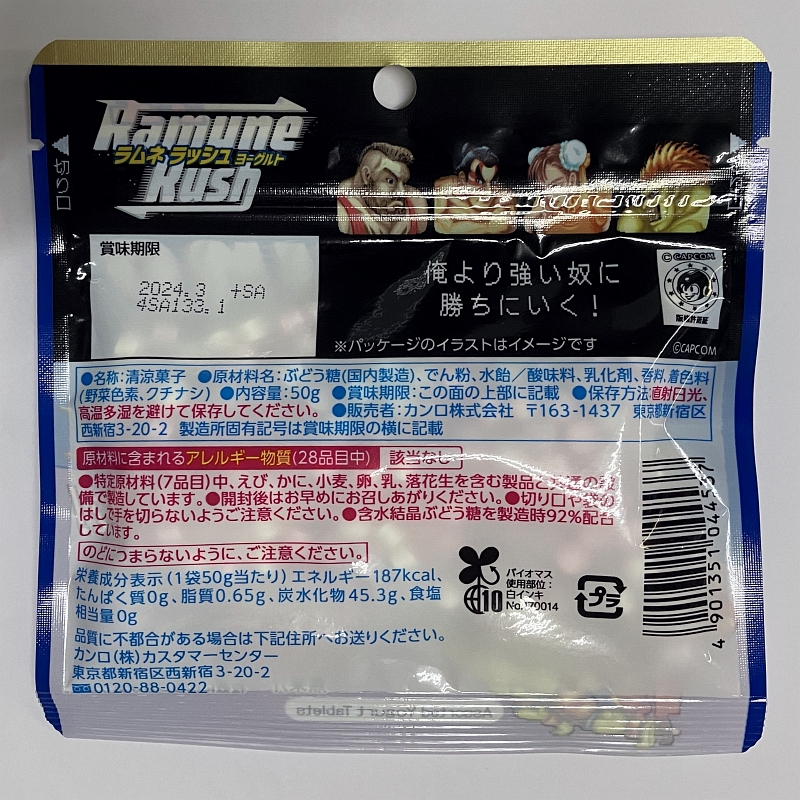 Ramune
ラムネ ラッシュ ヨーグルト
Rush
切り口
賞味期限
2024.3 +SA
4SA133.1
俺より強い奴に
勝ちにいく!
※パッケージのイラストはイメージです
©CAPCOM
販売許諾証
©CAPCOM
●名称:清涼菓子 ●原材料名:ぶどう糖(国内製造)、でん粉、水飴/酸味料、乳化剤、香料、着色料
(野菜色素、クチナシ) ●内容量:50g ●賞味期限:この面の上部に記載 ●保存方法:直射日光、
高温多湿を避けて保存してください。 ●販売者:カンロ株式会社 〒163-1437 東京都新宿区
西新宿3-20-2 製造所固有記号は賞味期限の横に記載
原材料に含まれるアレルギー物質(28品目中) 該当なし
●特定原材料(7品目)中、えび、かに、小麦、卵、乳、落花生を含む製品と共通の設
備で製造しています。●開封後はお早めにお召しあがりください。●切り口や袋の
はしで手を切らないようご注意ください。●含水結晶ぶどう糖を製造時92%配合
しています。
のどにつまらないように、ご注意ください。
栄養成分表示(1袋50g当たり)エネルギー187kcal、
たんぱく質0g、脂質0.65g、炭水化物45.3g、食塩
相当量0g
品質に不都合がある場合は下記住所へお送りください。
カンロ(株)カスタマーセンター
東京都新宿区西新宿3-20-2
0120-88-0422
10
バイオマス
使用部位:
白インキ
No.170014
プラ
4 901351 044537
Assorted Yogurt Tablets